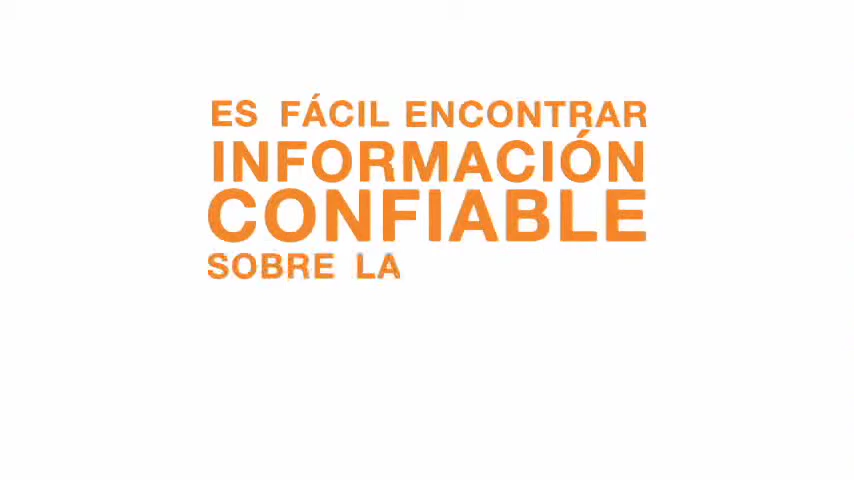 ES FÁCIL ENCONTRAR
INFORMACIÓN
CONFIABLE
SOBRE LA